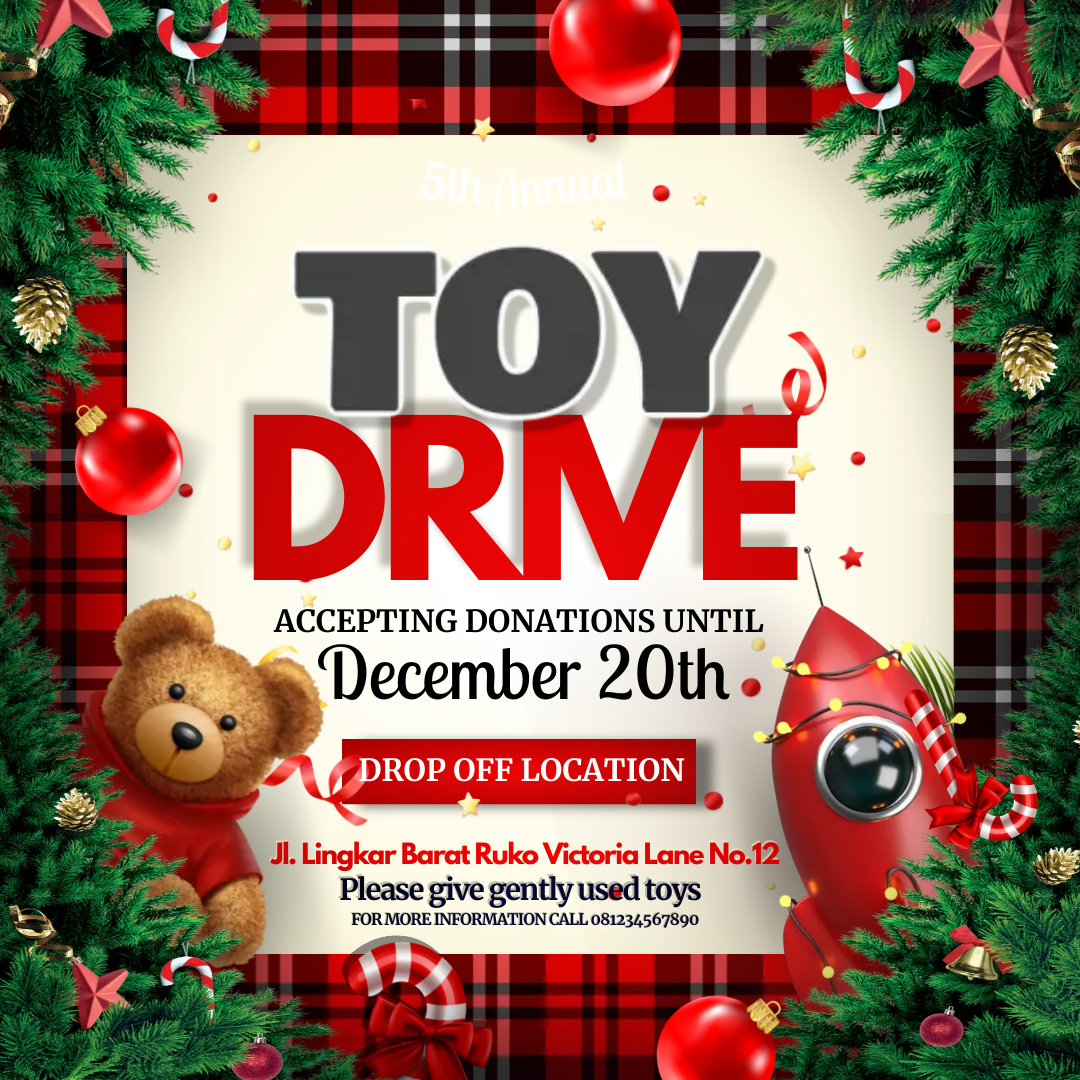 5th Annual
TOY
DRIVE
ACCEPTING DONATIONS UNTIL
December 20th
DROP OFF LOCATION
Jl. Lingkar Barat Ruko Victoria Lane No.12
Please give gently used toys
FOR MORE INFORMATION CALL 081234567890